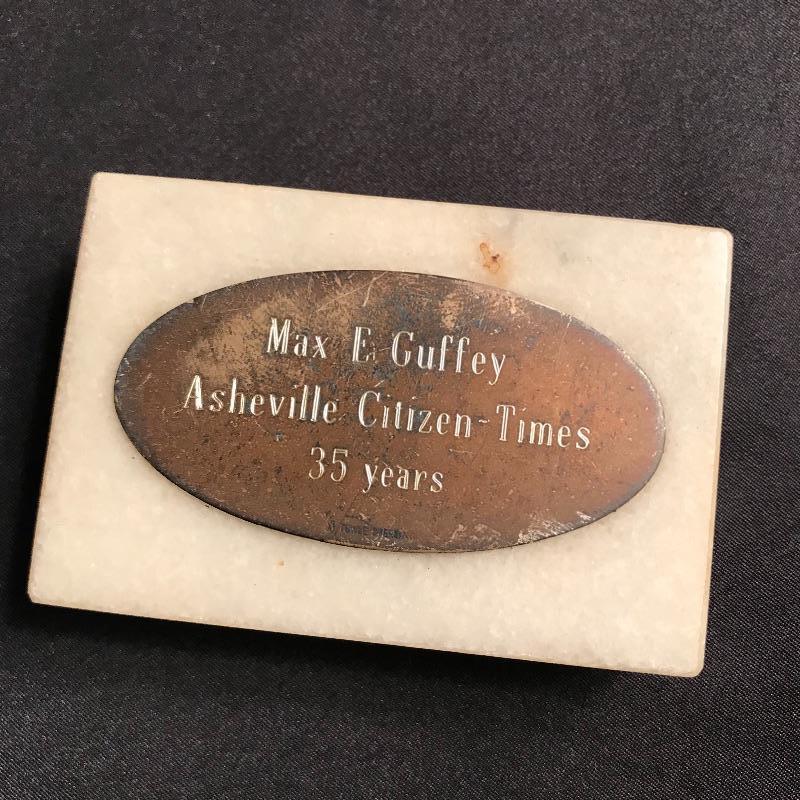 Max E. Guffey
Asheville Citizen-Times
35 years